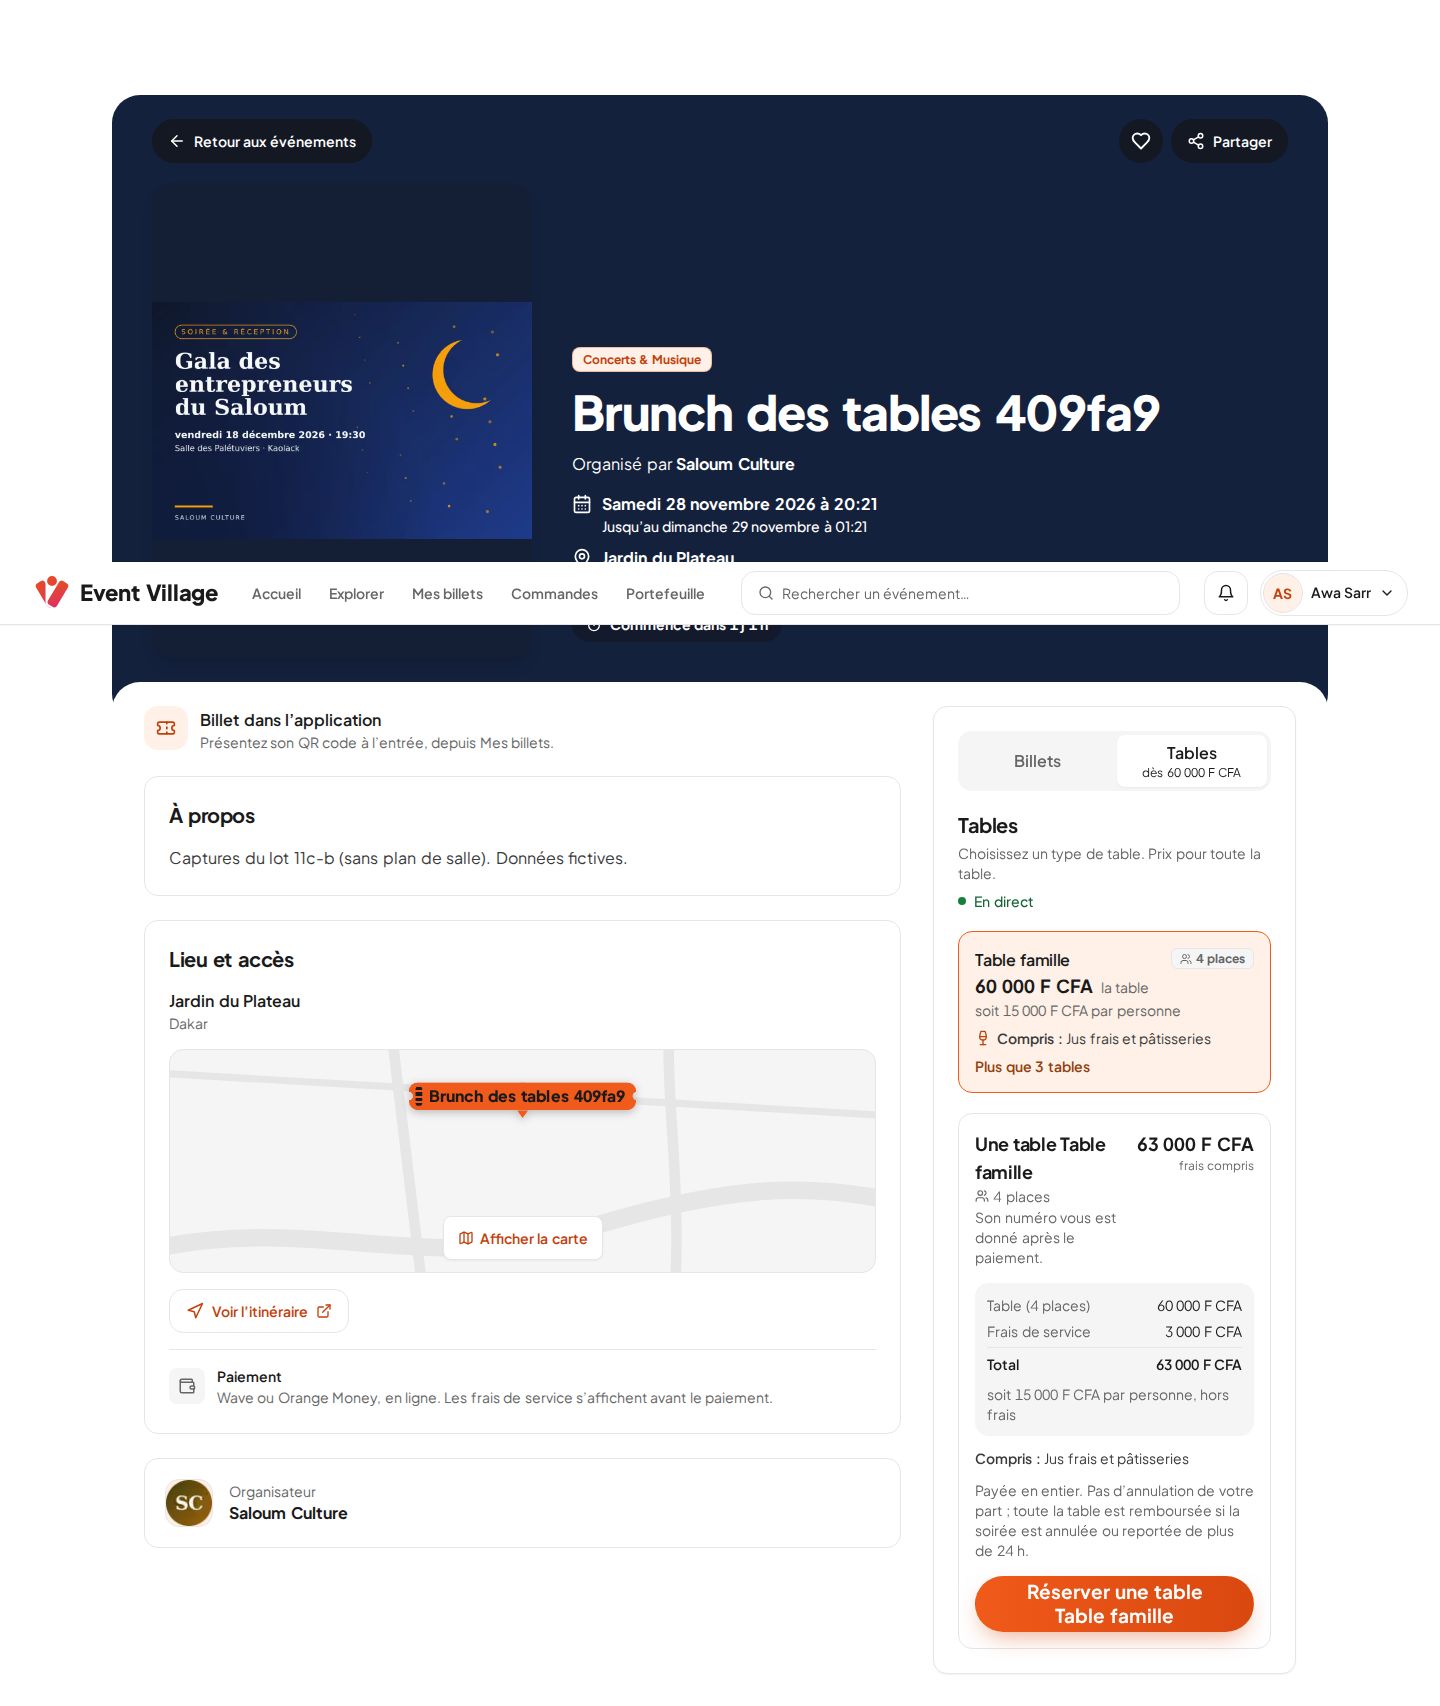 Retour aux événements
Partager
SOIRÉE & RÉCEPTION
Gala des
entrepreneurs
du Saloum
vendredi 18 décembre 2026 · 19:30
Salle des Palétuviers · Kaolack
SALOUM CULTURE
Concerts & Musique
Brunch des tables 409fa9
Organisé par Saloum Culture
Samedi 28 novembre 2026 à 20:21
Jusqu’au dimanche 29 novembre à 01:21
Jardin du Plateau
Event Village
Accueil
Explorer
Mes billets
Commandes
Portefeuille
Rechercher un événement…
AS
Awa Sarr
Commence dans 1 j 1 h
Billet dans l’application
Présentez son QR code à l’entrée, depuis Mes billets.
À propos
Captures du lot 11c-b (sans plan de salle). Données fictives.
Lieu et accès
Jardin du Plateau
Dakar
Brunch des tables 409fa9
Afficher la carte
Voir l’itinéraire
Paiement
Wave ou Orange Money, en ligne. Les frais de service s’affichent avant le paiement.
SC
Organisateur
Saloum Culture
Billets
Tables
dès 60 000 F CFA
Tables
Choisissez un type de table. Prix pour toute la
table.
En direct
Table famille
4 places
60 000 F CFA la table
soit 15 000 F CFA par personne
Compris : Jus frais et pâtisseries
Plus que 3 tables
Une table Table
famille
63 000 F CFA
frais compris
4 places
Son numéro vous est
donné après le
paiement.
Table (4 places) 60 000 F CFA
Frais de service 3 000 F CFA
Total 63 000 F CFA
soit 15 000 F CFA par personne, hors
frais
Compris : Jus frais et pâtisseries
Payée en entier. Pas d’annulation de votre
part ; toute la table est remboursée si la
soirée est annulée ou reportée de plus
de 24 h.
Réserver une table
Table famille